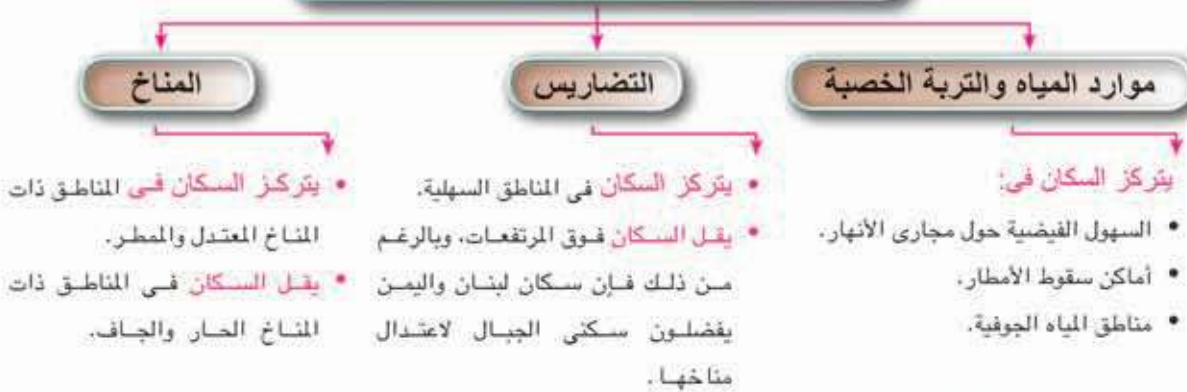 موارد المياه والتربة الخصبة
يتركز السكان فى:
• السهول الفيضية حول مجارى الأنهار.
• أماكن سقوط الأمطار.
• مناطق المياه الجوفية.
التضاريس
• يتركز السكان فى المناطق السهلية.
• يقل السكان فوق المرتفعات، وبالرغم
من ذلك فإن سكان لبنان واليمن
يفضلون سكنى الجبال لاعتدال
مناخها.
المناخ
• يتركز السكان فى المناطق ذات
المناخ المعتدل والمطر.
• يقل السكان فى المناطق ذات
المناخ الحار والجاف.